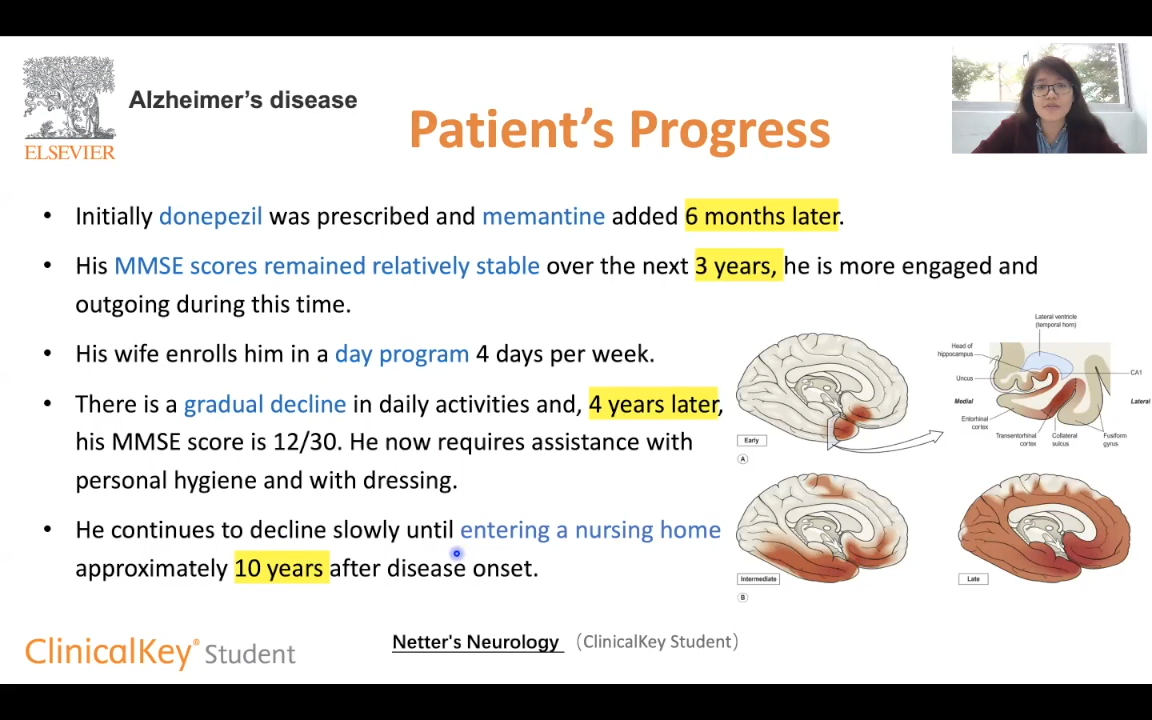 Alzheimer's disease
ELSEVIER
Patient's Progress
• Initially donepezil was prescribed and memantine added 6 months later.
• His MMSE scores remained relatively stable over the next 3 years, he is more engaged and
outgoing during this time.
• His wife enrolls him in a day program 4 days per week.
• There is a gradual decline in daily activities and, 4 years later,
his MMSE score is 12/30. He now requires assistance with
personal hygiene and with dressing.
• He continues to decline slowly until entering a nursing home
approximately 10 years after disease onset.
Lateral ventricle
(temporal horn)
Head of
hippocampus
Uncus
CA1
Medial
Lateral
Entorhinal
cortex
Transentorhinal
cortex
Collateral
sulcus
Fusiform
gyrus
Early
A
Intermediate
B
Late
ClinicalKey® Student
Netter's Neurology （ClinicalKey Student）